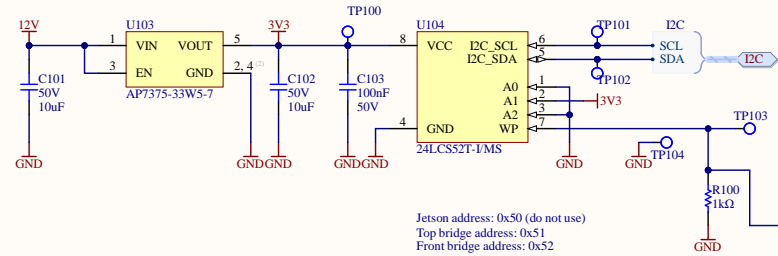 12V
U103
1 VIN VOUT 5
3 EN GND 2, 4 (2)
AP7375-33W5-7
C101
50V
10uF
GND
GND
3V3
TP100
C102
50V
10uF
GND
C103
100nF
50V
GND
GND
U104
8 VCC I2C_SCL 6
I2C_SDA 5
A0 1
A1 2
A2 3
4 GND WP 7
24LCS52T-I/MS
3V3
GND
TP101
TP102
I2C
SCL
SDA
I2C
TP103
GND
TP104
R100
1kΩ
GND
Jetson address: 0x50 (do not use)
Top bridge address: 0x51
Front bridge address: 0x52